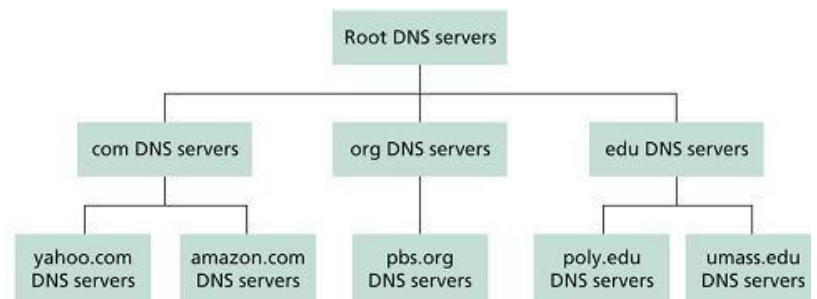 Root DNS servers
com DNS servers
org DNS servers
edu DNS servers
yahoo.com
DNS servers
amazon.com
DNS servers
pbs.org
DNS servers
poly.edu
DNS servers
umass.edu
DNS servers